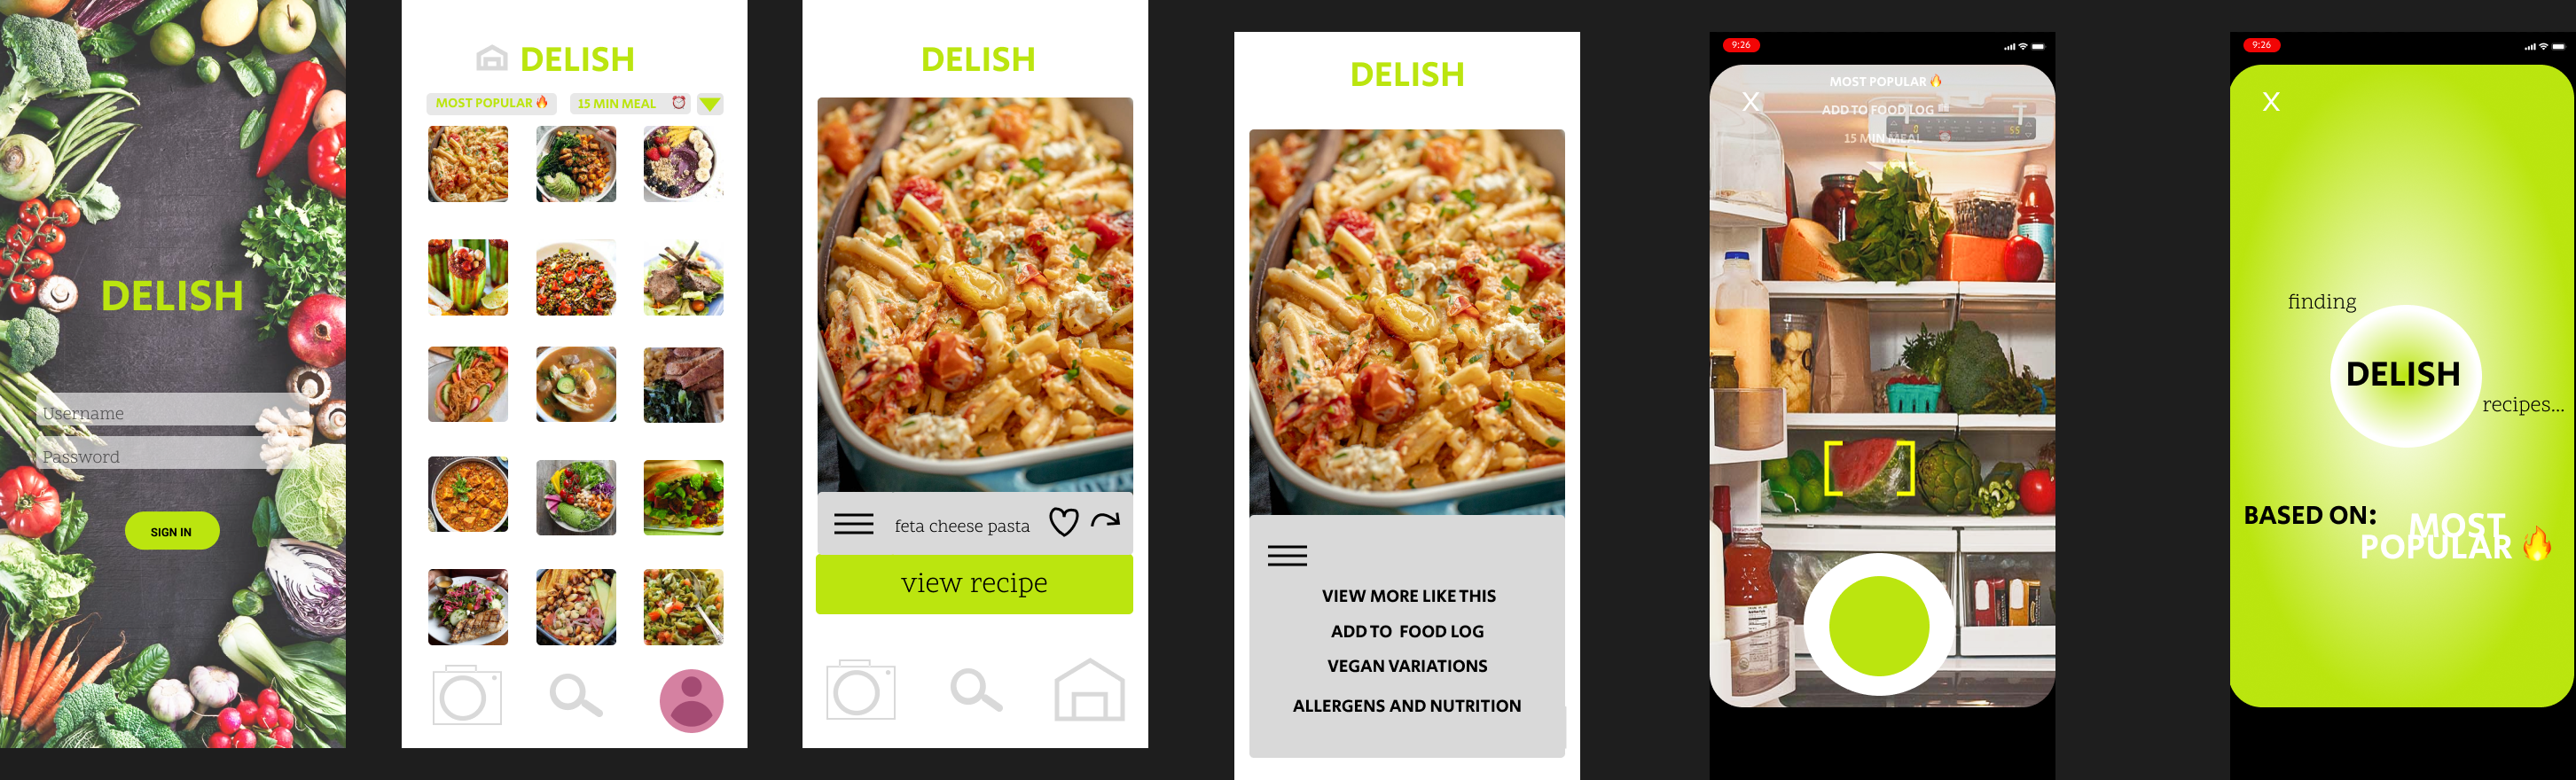 DELISH
Username
Password
SIGN IN
DELISH
MOST POPULAR 🔥
15 MIN MEAL ⏰
DELISH
feta cheese pasta
view recipe
DELISH
VIEW MORE LIKE THIS
ADD TO FOOD LOG
VEGAN VARIATIONS
ALLERGENS AND NUTRITION
9:26
X
MOST POPULAR 🔥
ADD TO FOOD LOG
15 MIN MEAL
9:26
X
finding
DELISH
recipes...
BASED ON:
MOST
POPULAR 🔥